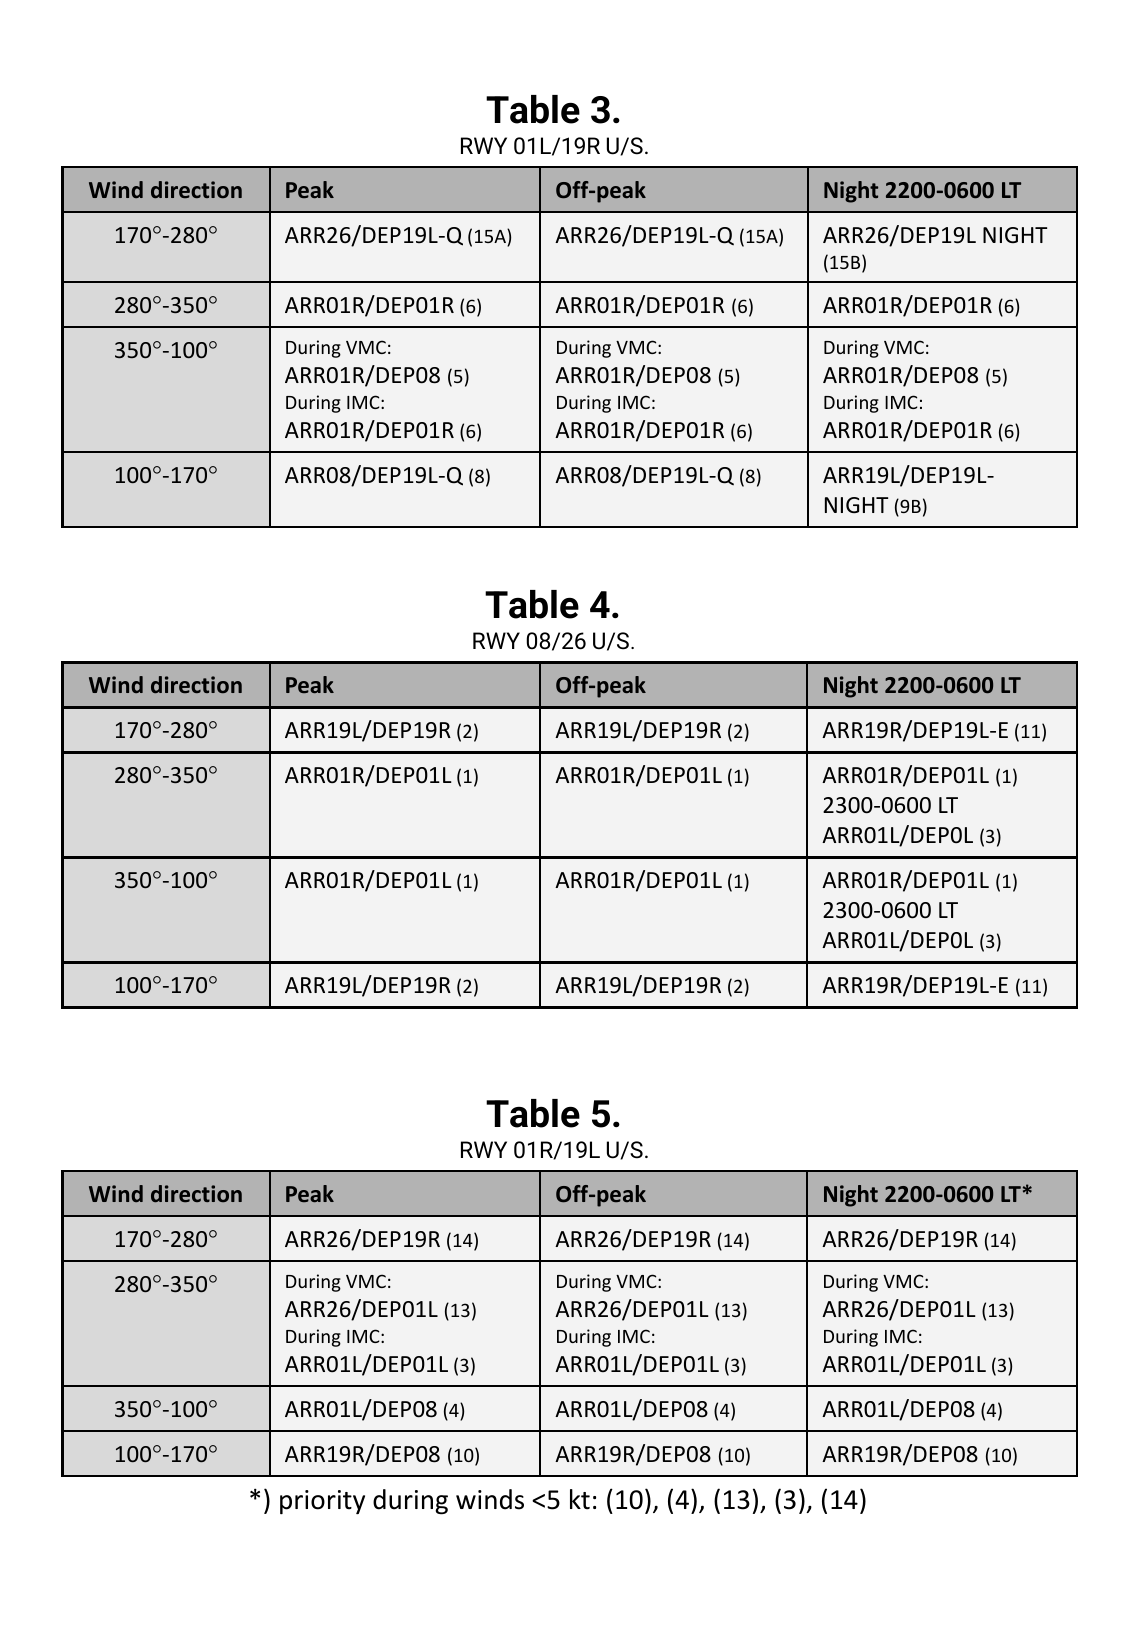 Table 3.
RWY 01L/19R U/S.
Wind direction Peak Off-peak Night 2200-0600 LT
170°-280° ARR26/DEP19L-Q (15A) ARR26/DEP19L-Q (15A) ARR26/DEP19L NIGHT
(15B)
280°-350° ARR01R/DEP01R (6) ARR01R/DEP01R (6) ARR01R/DEP01R (6)
350°-100° During VMC: During VMC: During VMC:
ARR01R/DEP08 (5) ARR01R/DEP08 (5) ARR01R/DEP08 (5)
During IMC: During IMC: During IMC:
ARR01R/DEP01R (6) ARR01R/DEP01R (6) ARR01R/DEP01R (6)
100°-170° ARR08/DEP19L-Q (8) ARR08/DEP19L-Q (8) ARR19L/DEP19L-
NIGHT (9B)
Table 4.
RWY 08/26 U/S.
Wind direction Peak Off-peak Night 2200-0600 LT
170°-280° ARR19L/DEP19R (2) ARR19L/DEP19R (2) ARR19R/DEP19L-E (11)
280°-350° ARR01R/DEP01L (1) ARR01R/DEP01L (1) ARR01R/DEP01L (1)
2300-0600 LT
ARR01L/DEP0L (3)
350°-100° ARR01R/DEP01L (1) ARR01R/DEP01L (1) ARR01R/DEP01L (1)
2300-0600 LT
ARR01L/DEP0L (3)
100°-170° ARR19L/DEP19R (2) ARR19L/DEP19R (2) ARR19R/DEP19L-E (11)
Table 5.
RWY 01R/19L U/S.
Wind direction Peak Off-peak Night 2200-0600 LT*
170°-280° ARR26/DEP19R (14) ARR26/DEP19R (14) ARR26/DEP19R (14)
280°-350° During VMC: During VMC: During VMC:
ARR26/DEP01L (13) ARR26/DEP01L (13) ARR26/DEP01L (13)
During IMC: During IMC: During IMC:
ARR01L/DEP01L (3) ARR01L/DEP01L (3) ARR01L/DEP01L (3)
350°-100° ARR01L/DEP08 (4) ARR01L/DEP08 (4) ARR01L/DEP08 (4)
100°-170° ARR19R/DEP08 (10) ARR19R/DEP08 (10) ARR19R/DEP08 (10)
*) priority during winds <5 kt: (10), (4), (13), (3), (14)